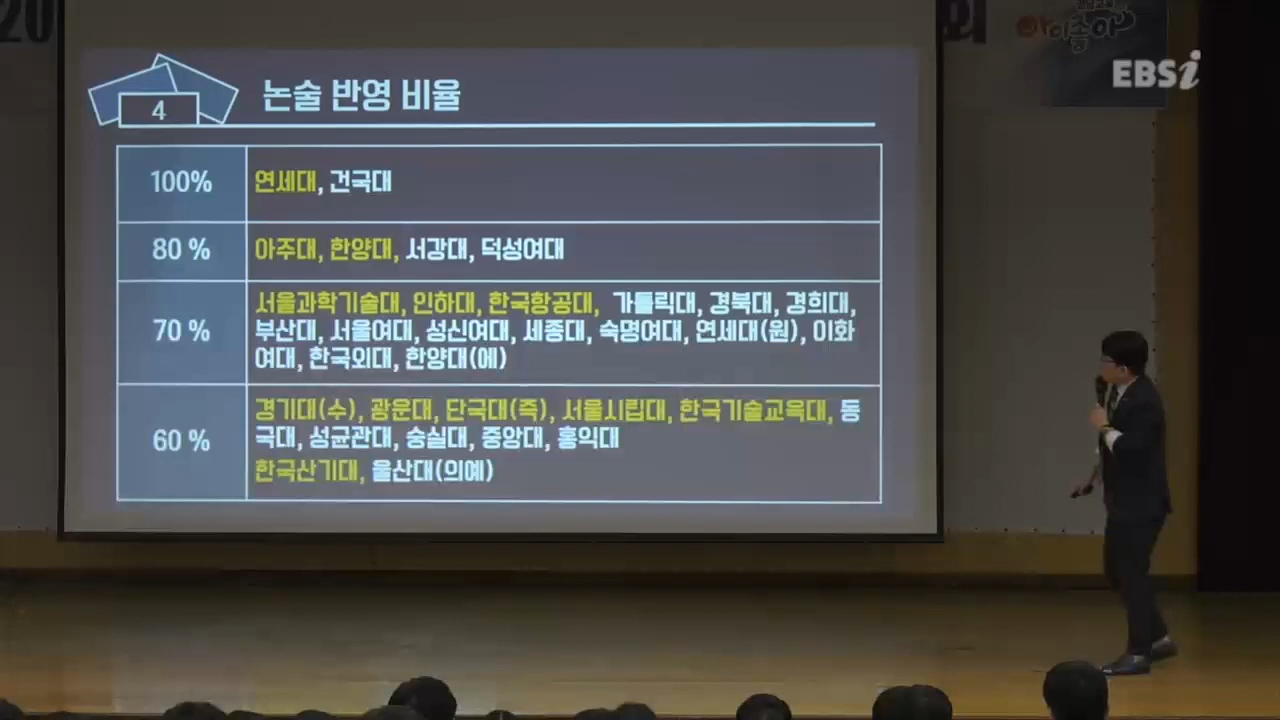 20
회
아이좋아
EBSi
4
논술 반영 비율
100%
연세대, 건국대
80 %
아주대, 한양대, 서강대, 덕성여대
70 %
서울과학기술대, 인하대, 한국항공대, 가톨릭대, 경북대, 경희대,
부산대, 서울여대, 성신여대, 세종대, 숙명여대, 연세대(원), 이화
여대, 한국외대, 한양대(에)
60 %
경기대(수), 광운대, 단국대(죽), 서울시립대, 한국기술교육대, 동
국대, 성균관대, 숭실대, 중앙대, 홍익대
한국산기대, 울산대(의예)